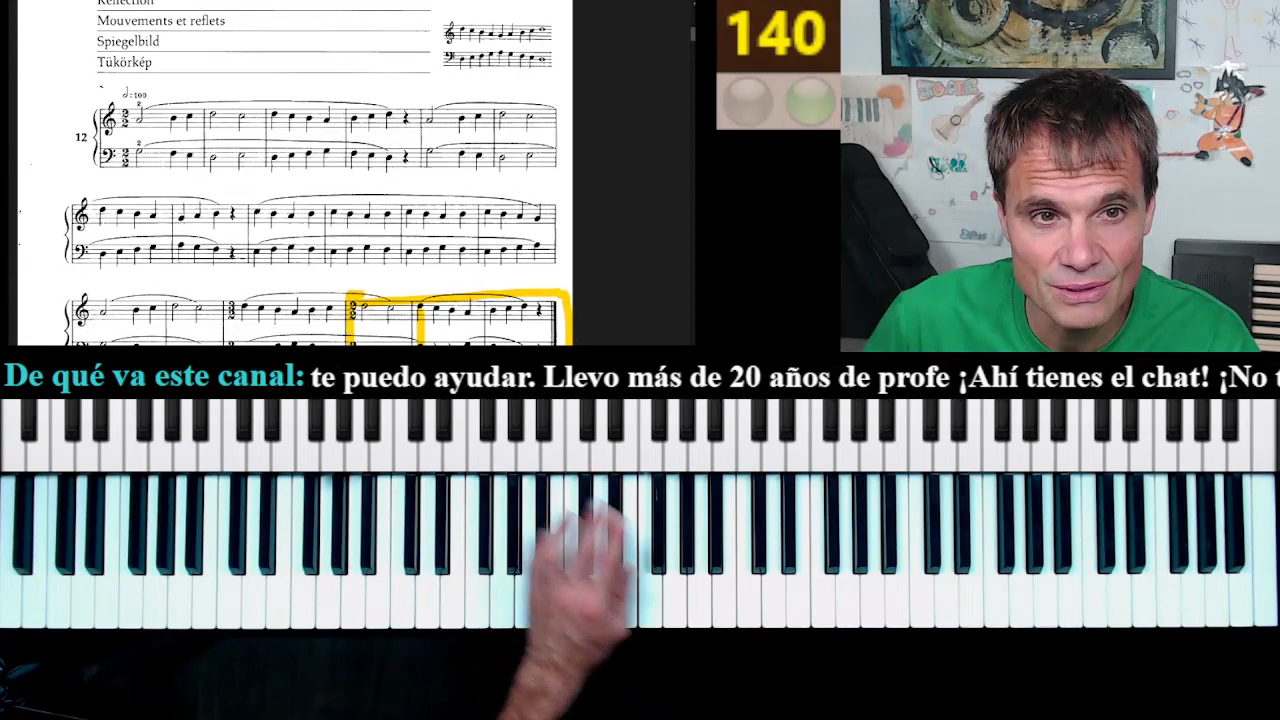 Reflection
Mouvements et reflets
Spiegelbild
Tükörkép
140
:100
12
De qué va este canal: te puedo ayudar. Llevo más de 20 años de profe ¡Ahí tienes el chat! ¡No t